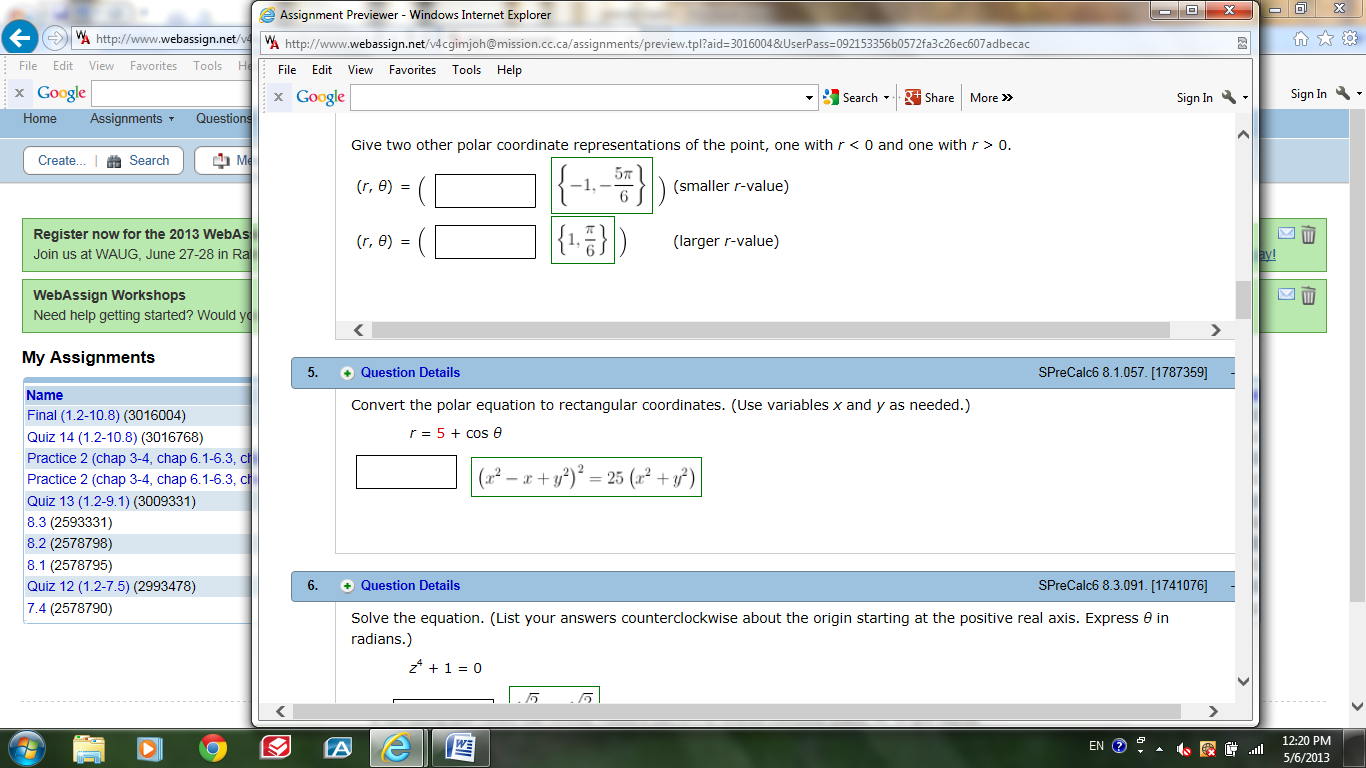 Assignment Previewer - Windows Internet Explorer
http://www.webassign.net/v4
http://www.webassign.net/v4cgimjoh@mission.cc.ca/assignments/preview.tpl?aid=3016004&UserPass=092153356b0572fa3c26ec607adbecac
File Edit View Favorites Tools He
File Edit View Favorites Tools Help
x Google
x Google Search Share More » Sign In
Sign In
Home Assignments Questions
Create... | Search Me
Register now for the 2013 WebAs
Join us at WAUG, June 27-28 in Ra
ay!
WebAssign Workshops
Need help getting started? Would yo
My Assignments
Name
Final (1.2-10.8) (3016004)
Quiz 14 (1.2-10.8) (3016768)
Practice 2 (chap 3-4, chap 6.1-6.3, ch
Practice 2 (chap 3-4, chap 6.1-6.3, ch
Quiz 13 (1.2-9.1) (3009331)
8.3 (2593331)
8.2 (2578798)
8.1 (2578795)
Quiz 12 (1.2-7.5) (2993478)
7.4 (2578790)
Give two other polar coordinate representations of the point, one with r < 0 and one with r > 0.
(r, θ) = ( {−1, −5π/6} ) (smaller r-value)
(r, θ) = ( {1, π/6} ) (larger r-value)
5. Question Details SPreCalc6 8.1.057. [1787359] -
Convert the polar equation to rectangular coordinates. (Use variables x and y as needed.)
r = 5 + cos θ
(x² − x + y²)² = 25 (x² + y²)
6. Question Details SPreCalc6 8.3.091. [1741076] -
Solve the equation. (List your answers counterclockwise about the origin starting at the positive real axis. Express θ in
radians.)
z⁴ + 1 = 0
EN 12:20 PM
5/6/2013